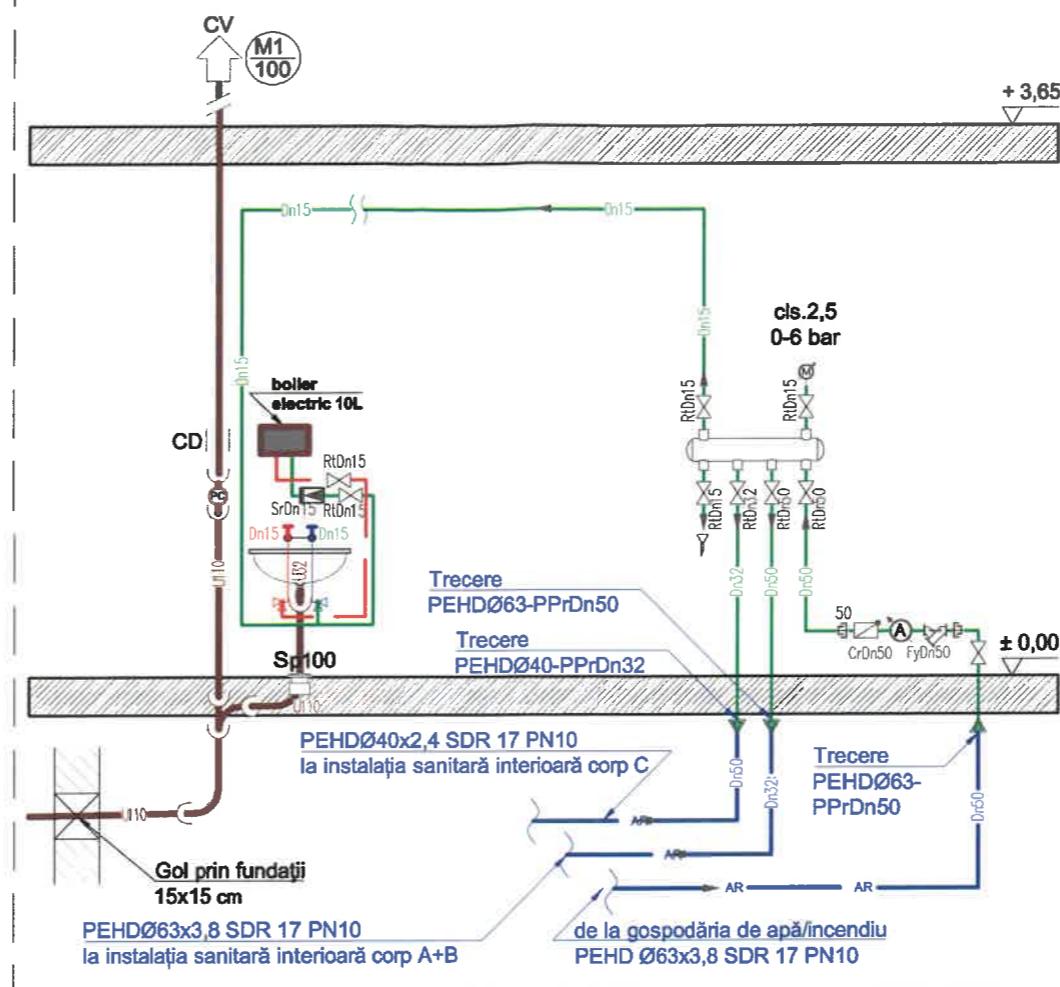 CV
M1
100
+ 3,65
Dn15
Dn15
cls.2,5
0-6 bar
Dn15
Dn15
M
RtDn15
RtDn15
boiler
electric 10L
CD
RtDn15
PC
SrDn15
RtDn15
RtDn15
RtDn32
RtDn50
RtDn50
Dn15
Dn15
U32
U110
Trecere
PEHDØ63-PPrDn50
Dn32
Dn50
Dn50
50
A
CrDn50
FyDn50
± 0,00
Trecere
PEHDØ40-PPrDn32
Sp100
U110
PEHDØ40x2,4 SDR 17 PN10
la instalația sanitară interioară corp C
Dn50
Dn32
Trecere
PEHDØ63-
PPrDn50
Dn50
U110
AR
AR
AR
AR
Gol prin fundații
15x15 cm
PEHDØ63x3,8 SDR 17 PN10
la instalația sanitară interioară corp A+B
de la gospodăria de apă/incendiu
PEHD Ø63x3,8 SDR 17 PN10